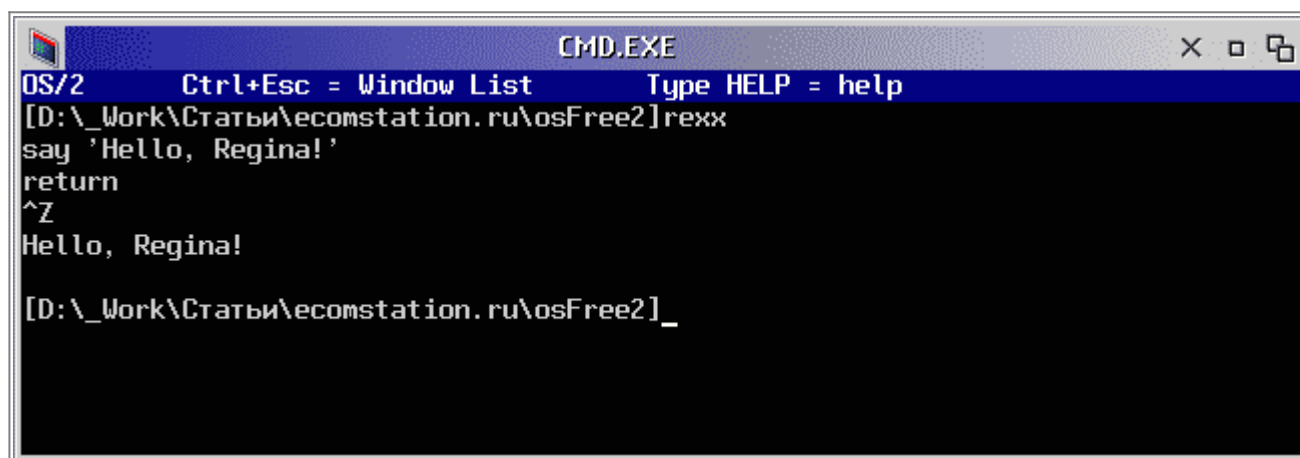 CMD.EXE
OS/2 Ctrl+Esc = Window List Type HELP = help
[D:\_Work\Статьи\ecomstation.ru\osFree2]rexx
say 'Hello, Regina!'
return
^Z
Hello, Regina!
[D:\_Work\Статьи\ecomstation.ru\osFree2]_